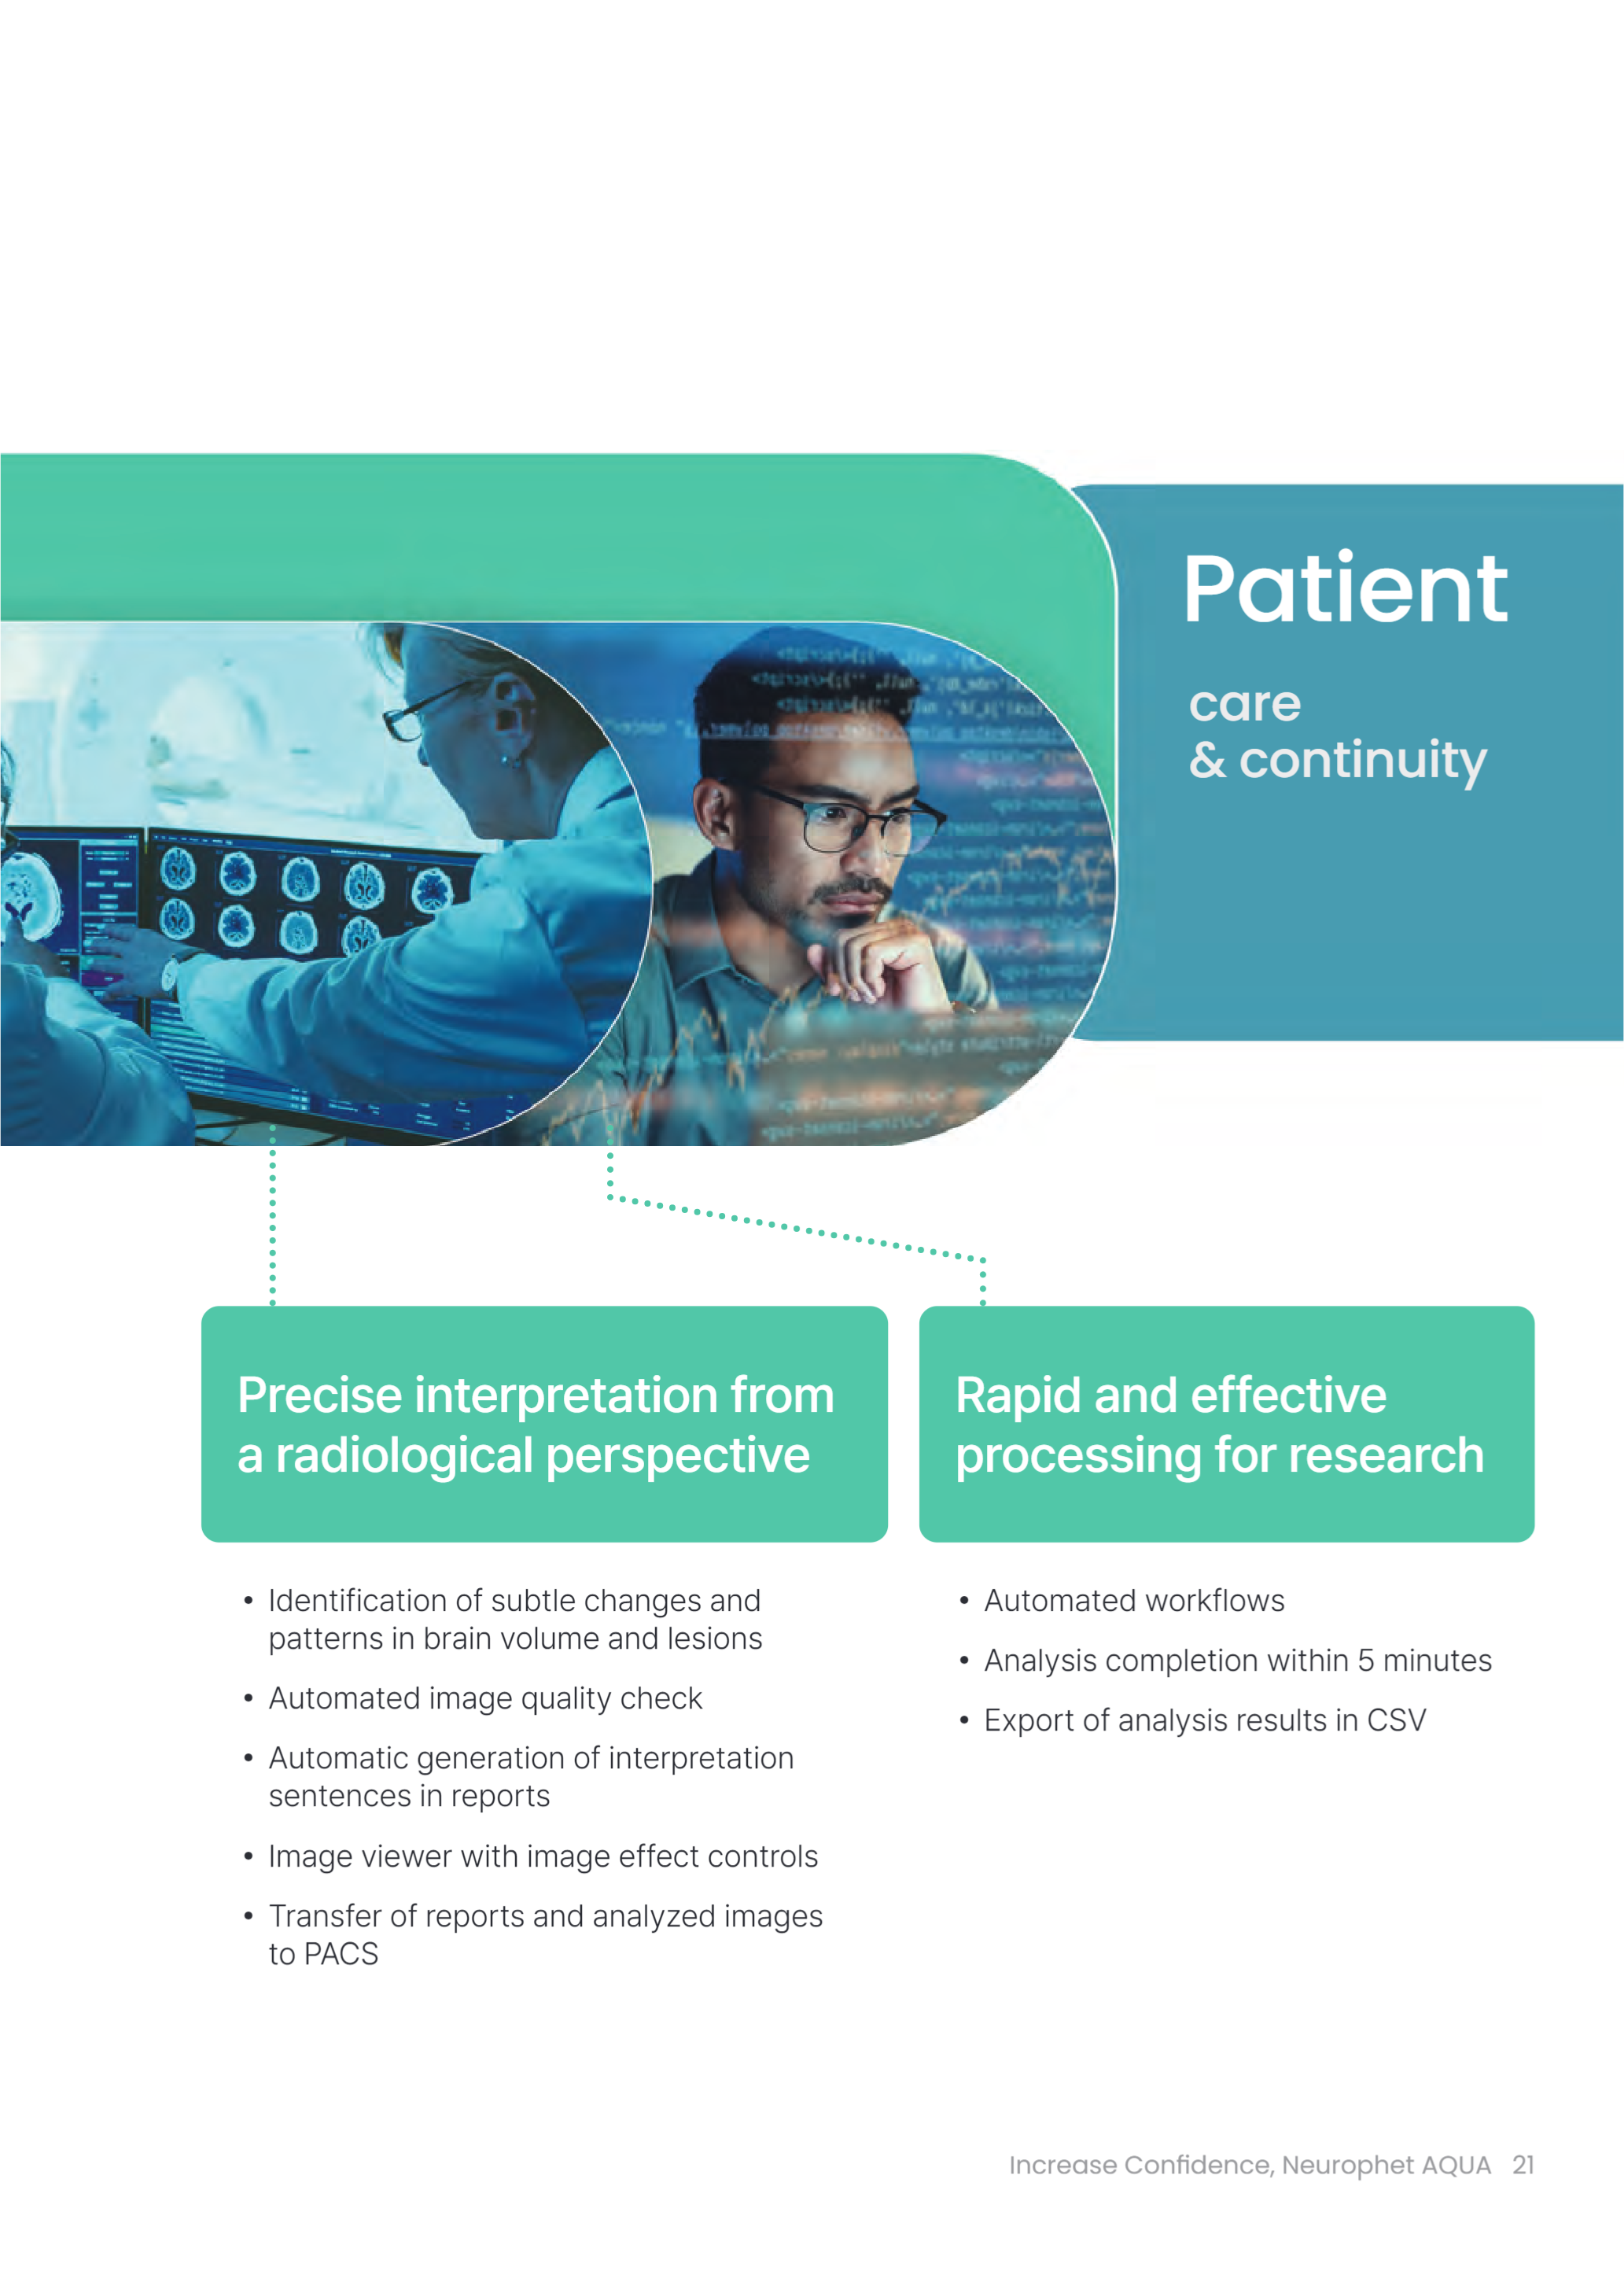 Patient
care
& continuity
Precise interpretation from
a radiological perspective
• Identification of subtle changes and
patterns in brain volume and lesions
• Automated image quality check
• Automatic generation of interpretation
sentences in reports
• Image viewer with image effect controls
• Transfer of reports and analyzed images
to PACS
Rapid and effective
processing for research
• Automated workflows
• Analysis completion within 5 minutes
• Export of analysis results in CSV
Increase Confidence, Neurophet AQUA 21